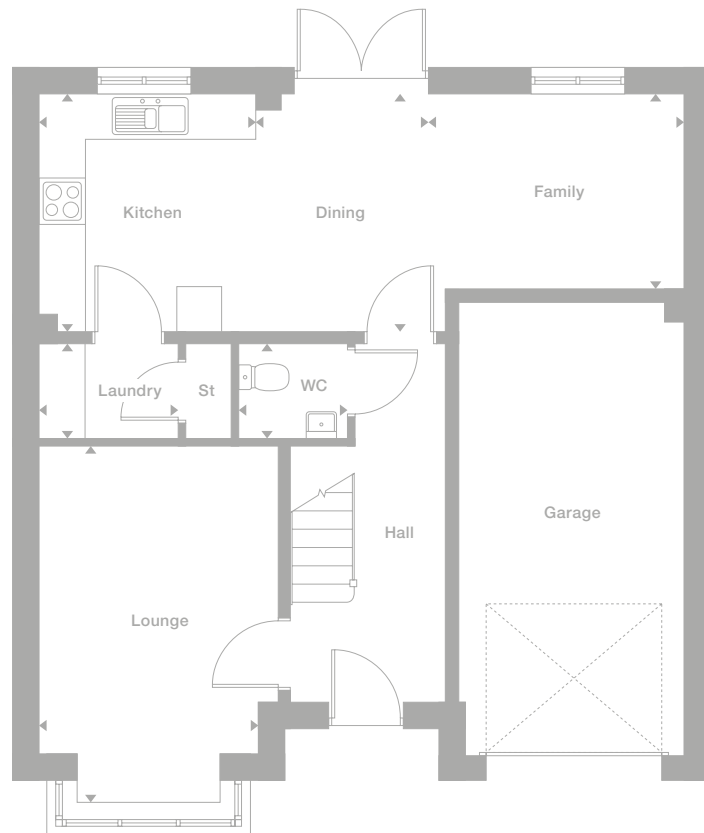 Family
Kitchen
Dining
Laundry
St
WC
Garage
Hall
Lounge